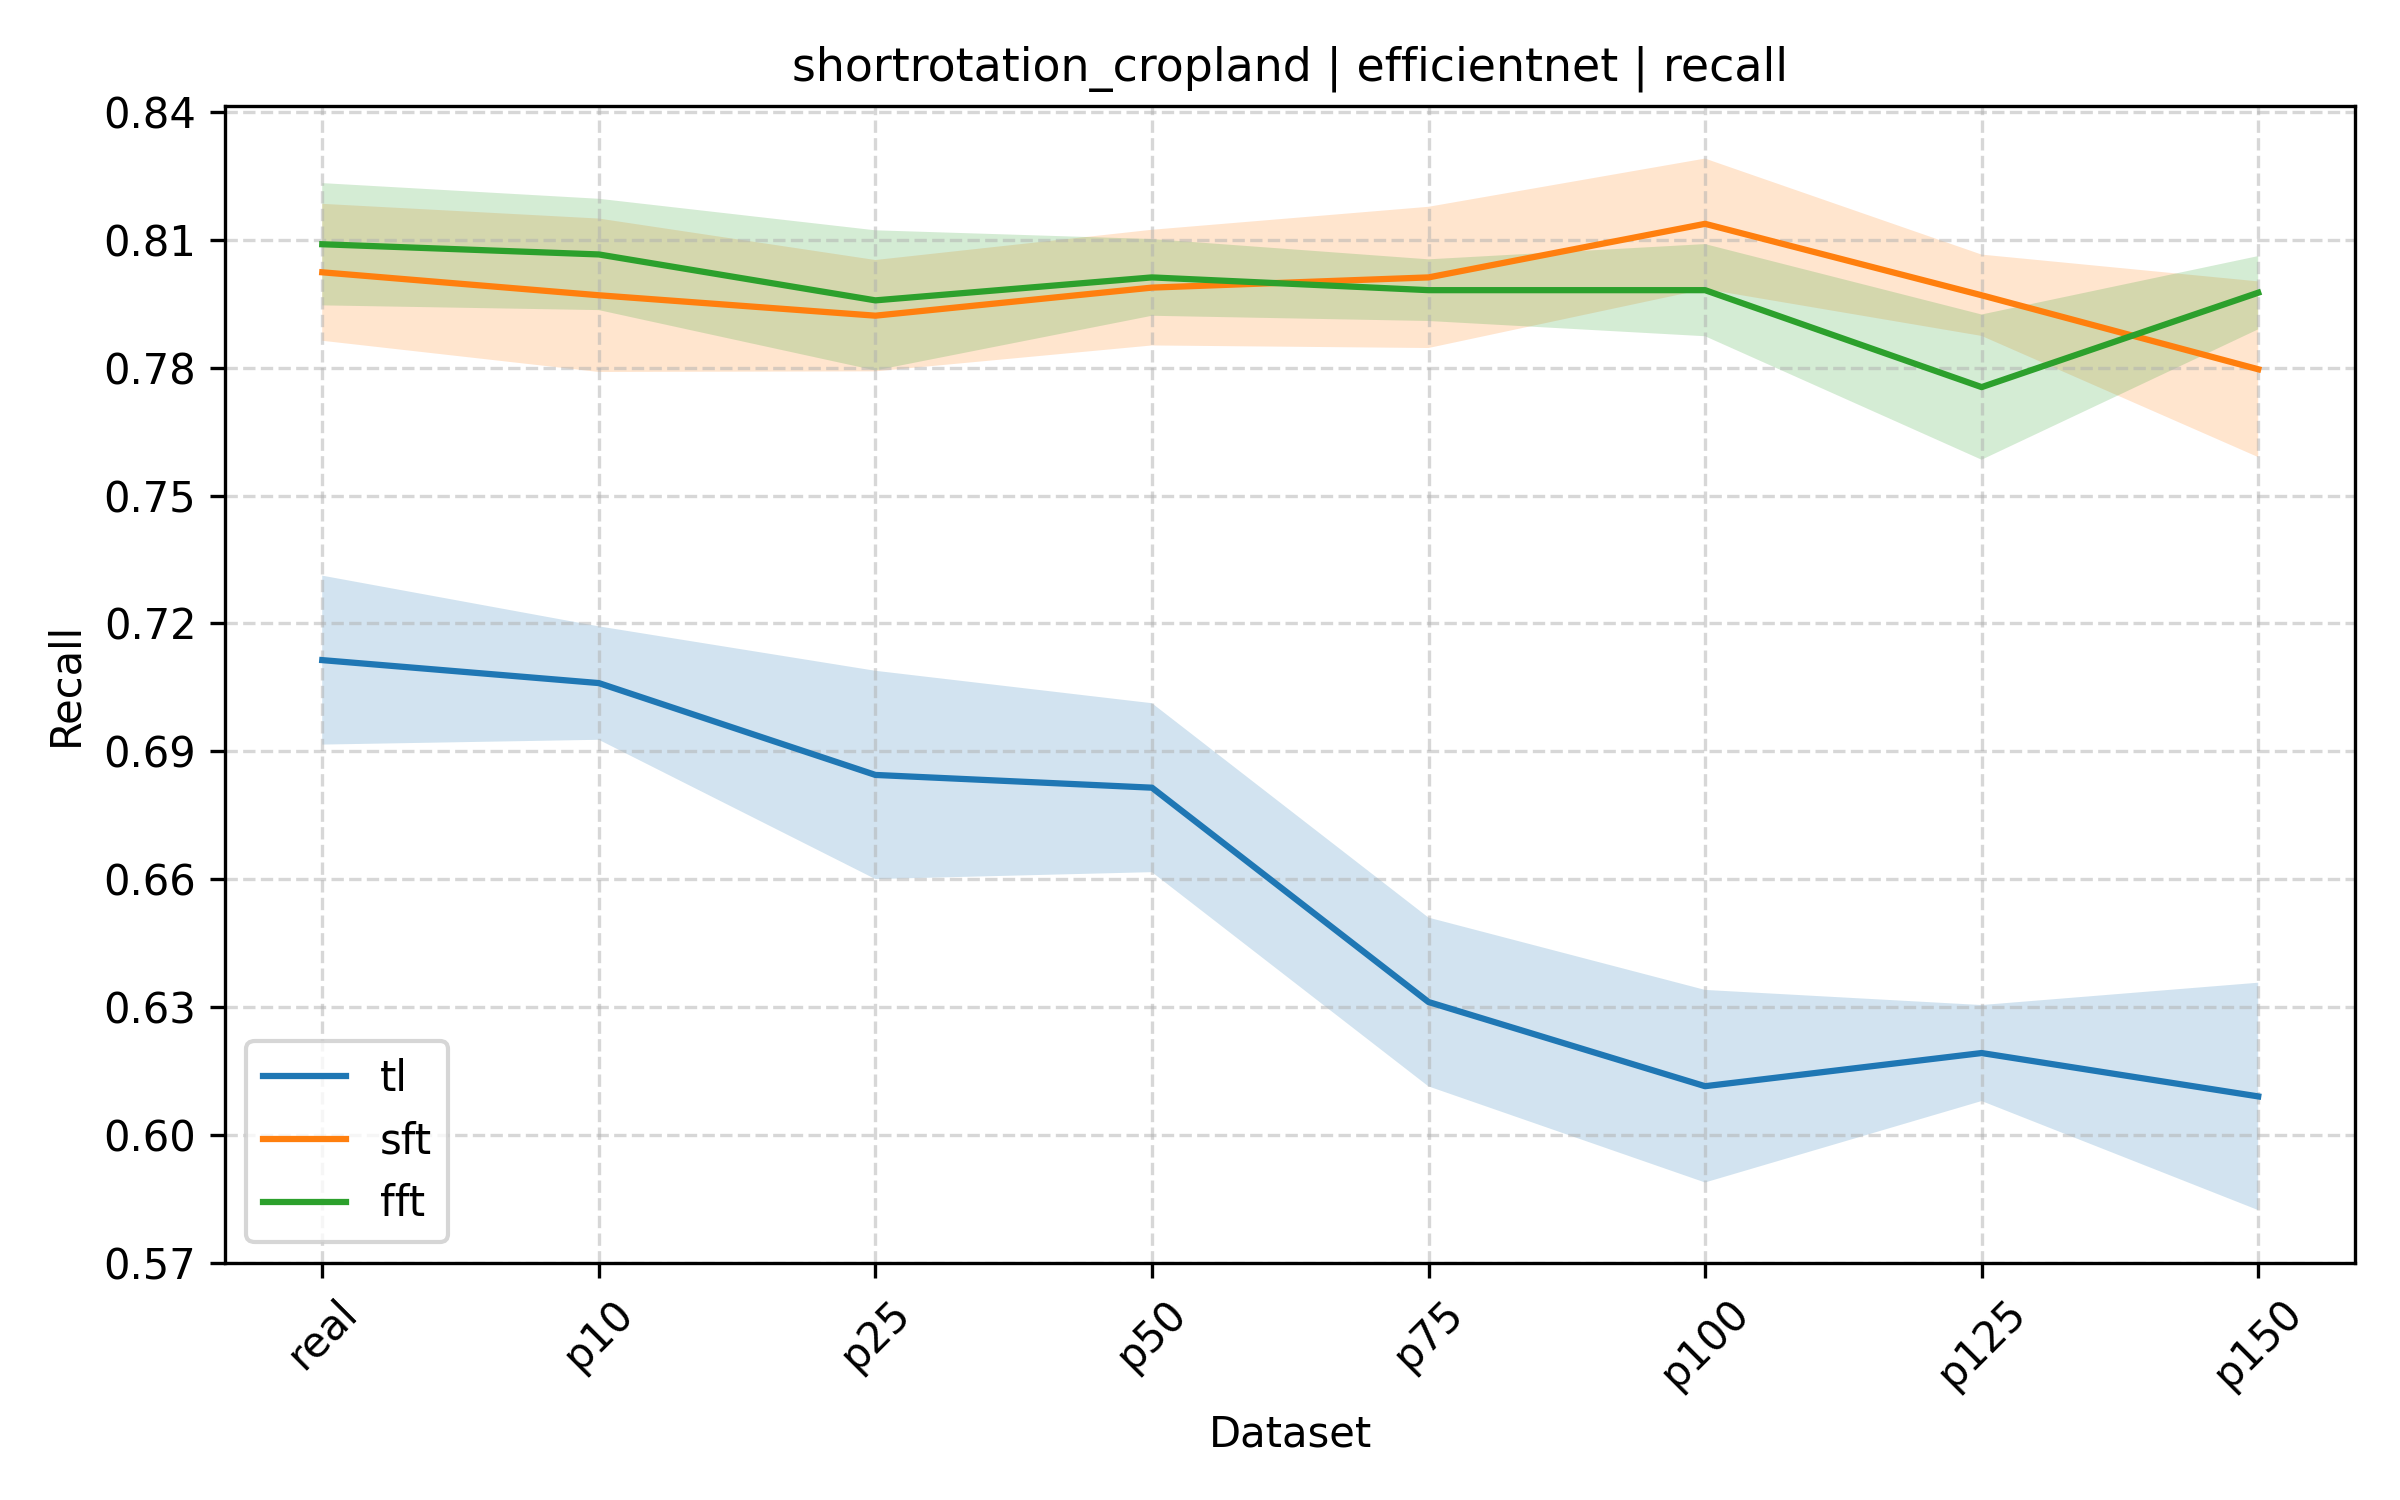 shortrotation_cropland | efficientnet | recall
0.84
0.81
0.78
0.75
0.72
0.69
0.66
0.63
0.60
0.57
Recall
tl
sft
fft
real
p10
p25
p50
p75
p100
p125
p150
Dataset